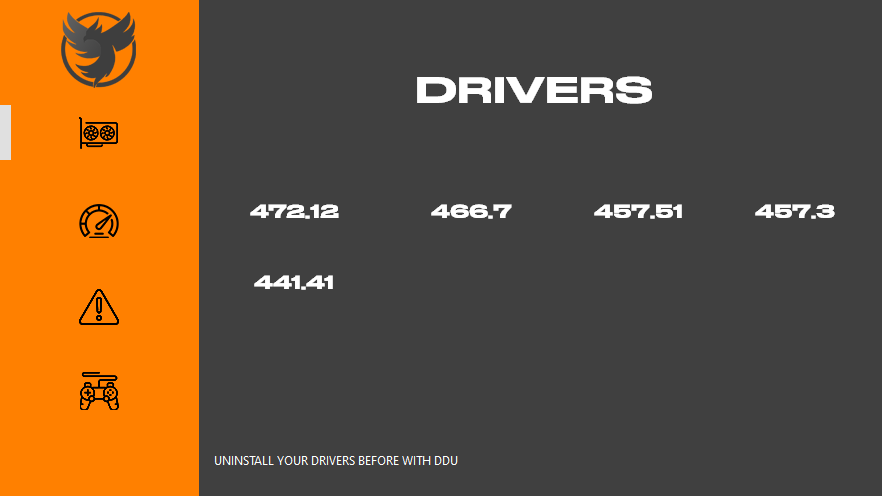 DRIVERS
472.12 466.7 457.51 457.3
441.41
UNINSTALL YOUR DRIVERS BEFORE WITH DDU